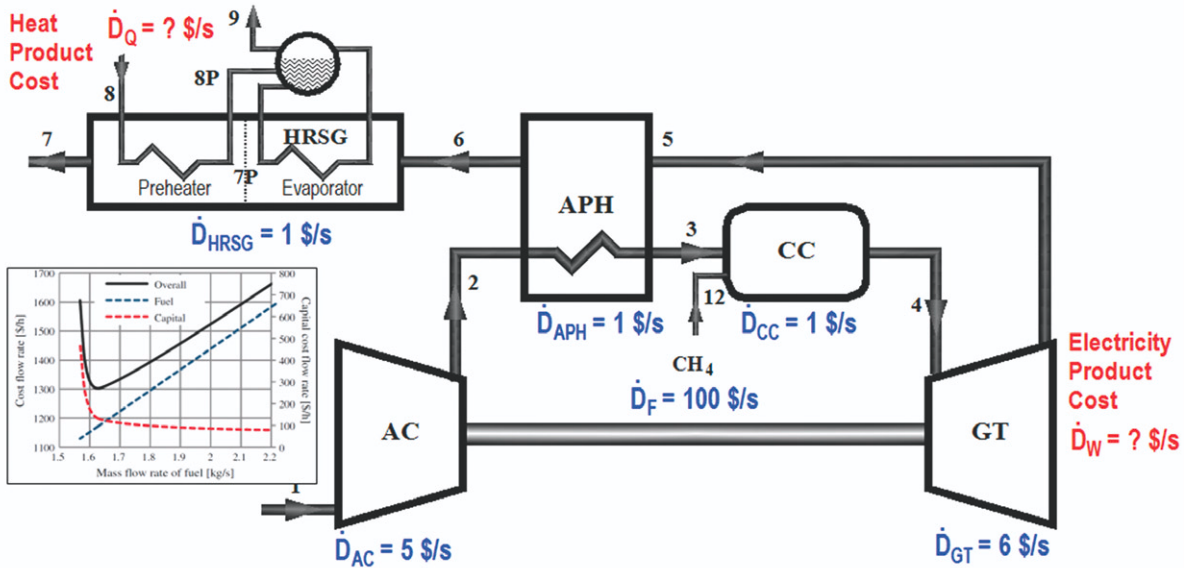 Heat
Product
Cost
Ḋ_Q = ? $/s
9
8P
8
7
HRSG
7P
Preheater
Evaporator
6
5
Ḋ_HRSG = 1 $/s
APH
3
CC
2
12
4
Ḋ_APH = 1 $/s
Ḋ_CC = 1 $/s
CH₄
Ḋ_F = 100 $/s
Electricity
Product
Cost
Ḋ_W = ? $/s
1700
1600
1500
1400
1300
1200
1100
Cost flow rate [$/h]
Overall
Fuel
Capital
800
700
600
500
400
300
200
100
0
Capital cost flow rate [$/h]
1.5 1.6 1.7 1.8 1.9 2 2.1 2.2
Mass flow rate of fuel [kg/s]
AC
GT
1
Ḋ_AC = 5 $/s
Ḋ_GT = 6 $/s